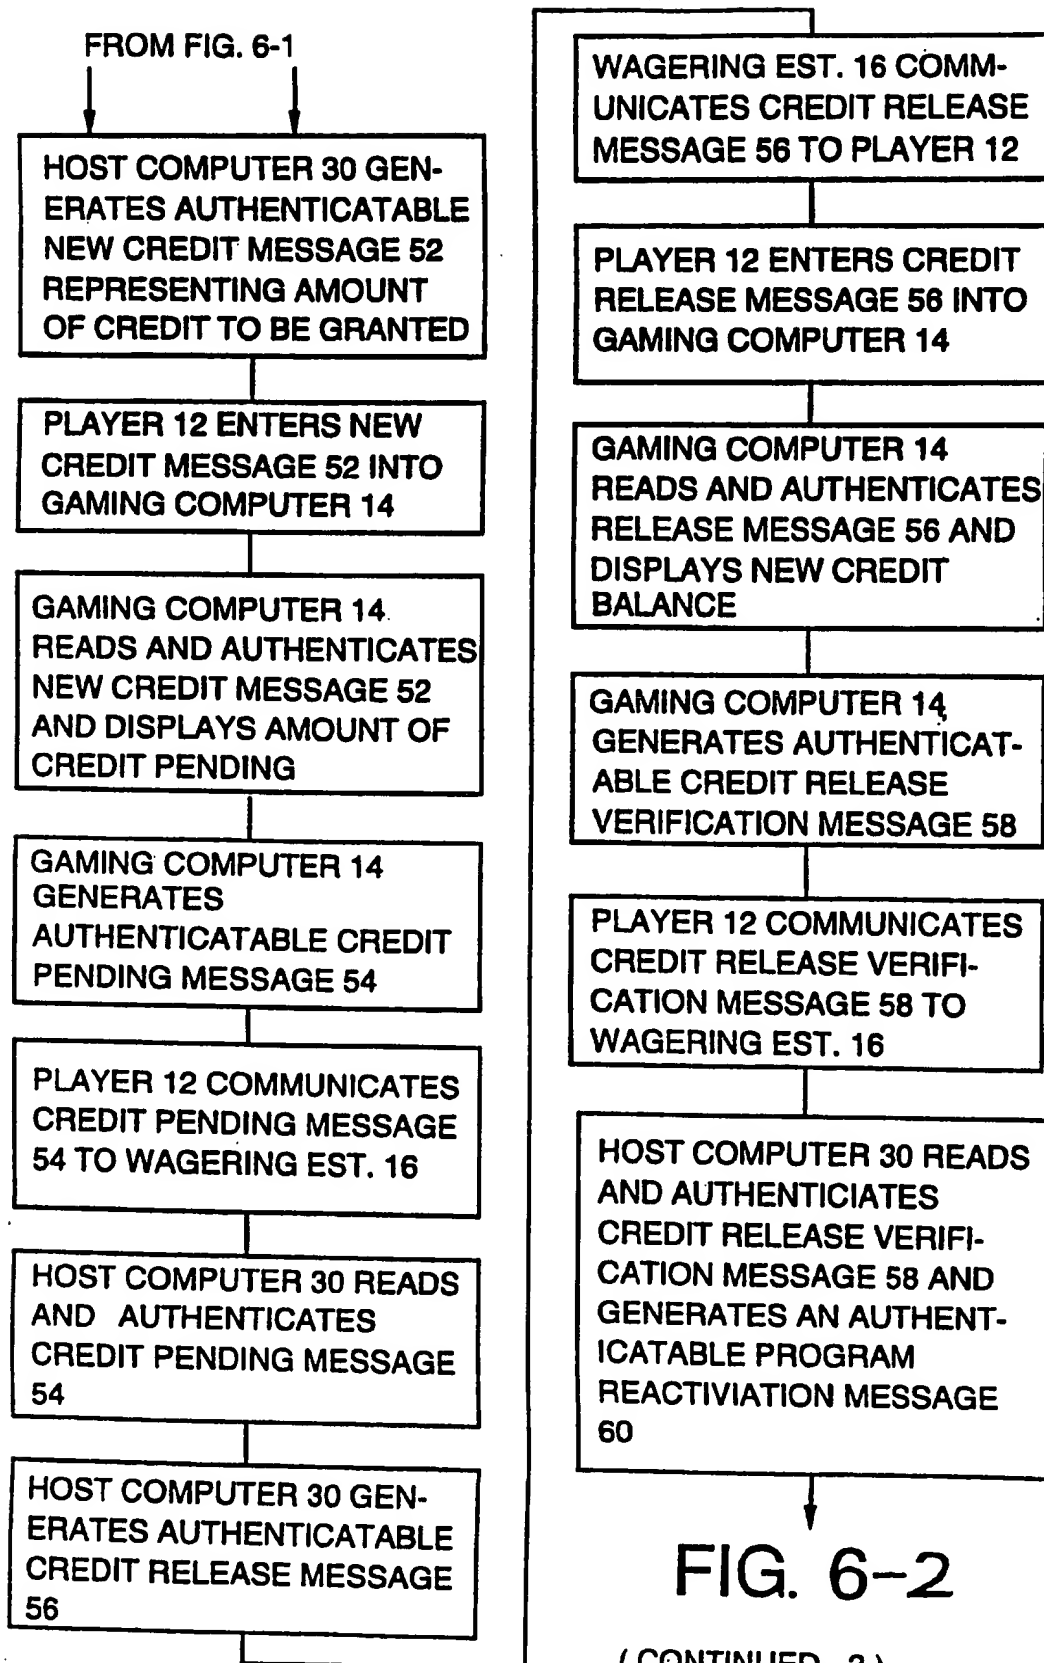 FROM FIG. 6-1
HOST COMPUTER 30 GEN-
ERATES AUTHENTICATABLE
NEW CREDIT MESSAGE 52
REPRESENTING AMOUNT
OF CREDIT TO BE GRANTED
PLAYER 12 ENTERS NEW
CREDIT MESSAGE 52 INTO
GAMING COMPUTER 14
GAMING COMPUTER 14
READS AND AUTHENTICATES
NEW CREDIT MESSAGE 52
AND DISPLAYS AMOUNT OF
CREDIT PENDING
GAMING COMPUTER 14
GENERATES
AUTHENTICATABLE CREDIT
PENDING MESSAGE 54
PLAYER 12 COMMUNICATES
CREDIT PENDING MESSAGE
54 TO WAGERING EST. 16
HOST COMPUTER 30 READS
AND AUTHENTICATES
CREDIT PENDING MESSAGE
54
HOST COMPUTER 30 GEN-
ERATES AUTHENTICATABLE
CREDIT RELEASE MESSAGE
56
WAGERING EST. 16 COMM-
UNICATES CREDIT RELEASE
MESSAGE 56 TO PLAYER 12
PLAYER 12 ENTERS CREDIT
RELEASE MESSAGE 56 INTO
GAMING COMPUTER 14
GAMING COMPUTER 14
READS AND AUTHENTICATES
RELEASE MESSAGE 56 AND
DISPLAYS NEW CREDIT
BALANCE
GAMING COMPUTER 14
GENERATES AUTHENTICAT-
ABLE CREDIT RELEASE
VERIFICATION MESSAGE 58
PLAYER 12 COMMUNICATES
CREDIT RELEASE VERIFI-
CATION MESSAGE 58 TO
WAGERING EST. 16
HOST COMPUTER 30 READS
AND AUTHENTICIATES
CREDIT RELEASE VERIFI-
CATION MESSAGE 58 AND
GENERATES AN AUTHENT-
ICATABLE PROGRAM
REACTIVIATION MESSAGE
60
FIG. 6-2
(CONTINUED -2)